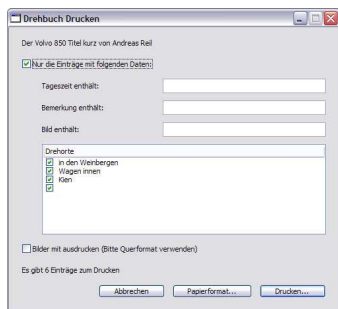 Drehbuch Drucken
Der Volvo 850 Titel kurz von Andreas Reil
Nur die Einträge mit folgenden Daten:
Tageszeit enthält:
Bemerkung enthält:
Bild enthält:
Drehorte
in den Weinbergen
Wagen innen
Kien
Bilder mit ausdrucken (Bitte Querformat verwenden)
Es gibt 6 Einträge zum Drucken
Abbrechen Papierformat... Drucken...